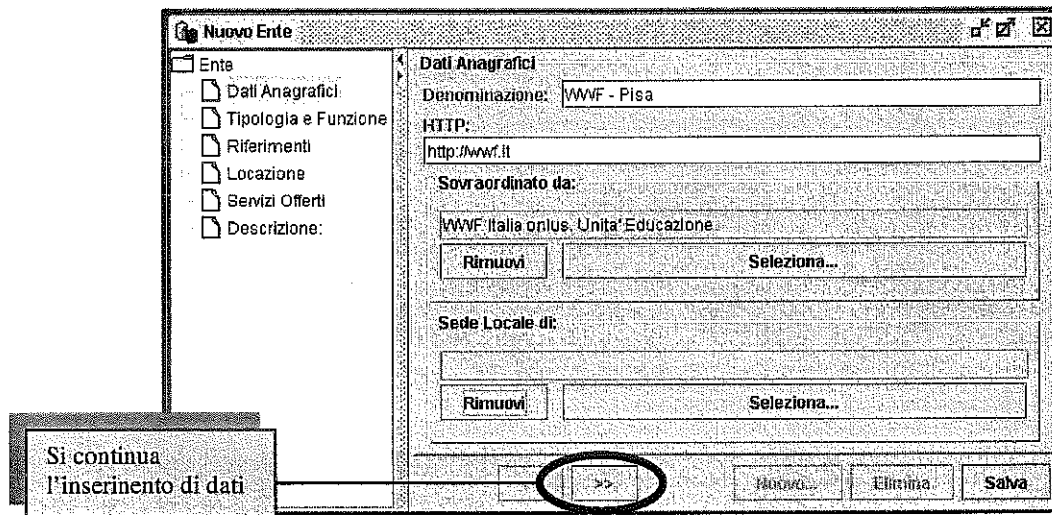 Nuovo Ente
Ente
Dati Anagrafici
Tipologia e Funzione
Riferimenti
Locazione
Servizi Offerti
Descrizione:
Dati Anagrafici
Denominazione: WWF - Pisa
HTTP:
http://wwf.it
Sovraordinato da:
WWF Italia onlus, Unita' Educazione
Rimuovi Seleziona...
Sede Locale di:
Rimuovi Seleziona...
>> Nuovo... Elimina Salva
Si continua
l'inserinento di dati